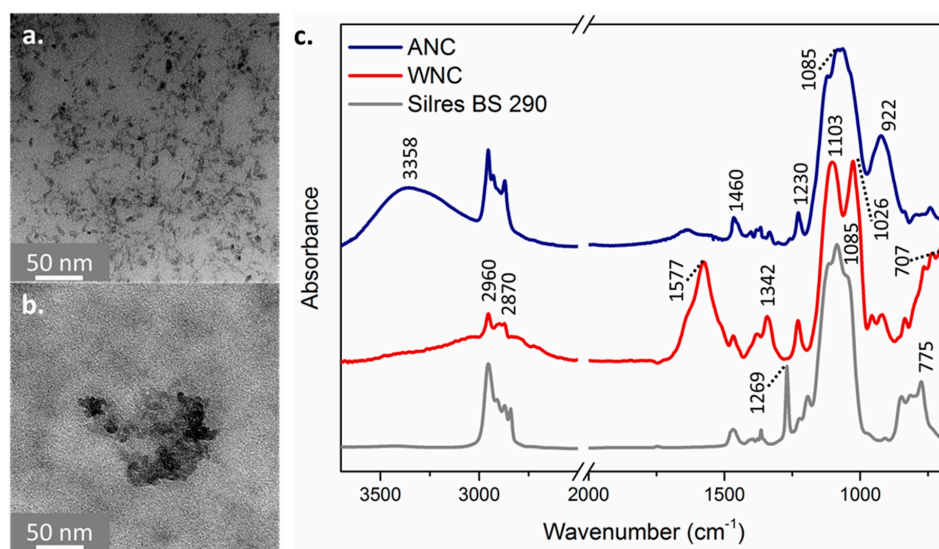 a.
50 nm
b.
50 nm
c.
ANC
WNC
Silres BS 290
3358
2960
2870
1577
1460
1342
1269
1230
1085
1103
922
1026
1085
707
775
Absorbance
3500
3000
2000
1500
1000
Wavenumber (cm⁻¹)